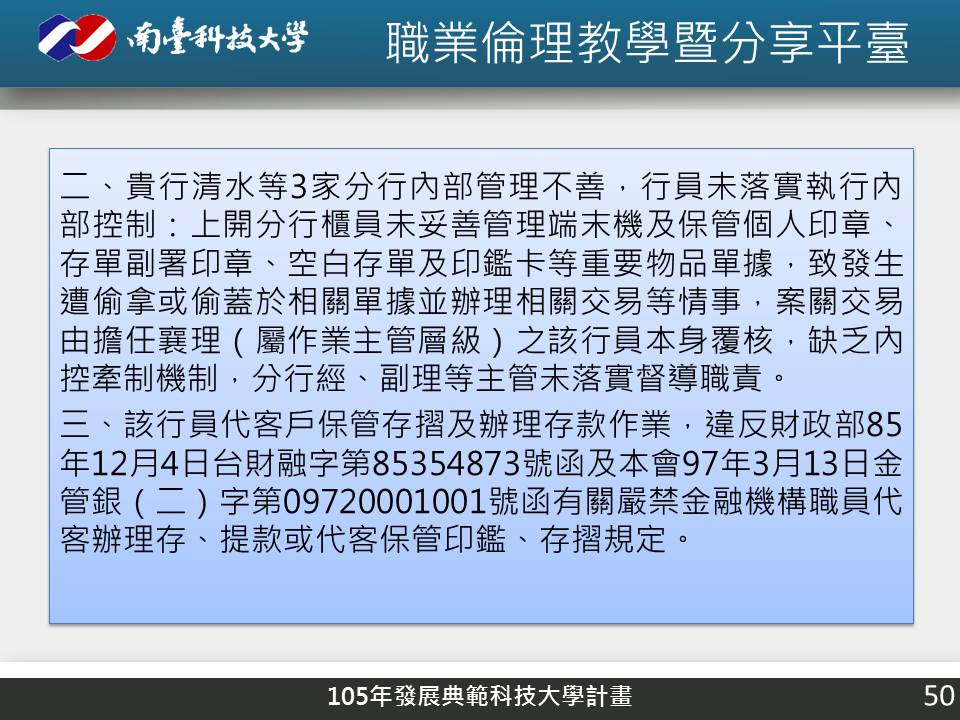 南臺科技大學
職業倫理教學暨分享平臺
二、貴行清水等3家分行內部管理不善，行員未落實執行內
部控制：上開分行櫃員未妥善管理端末機及保管個人印章、
存單副署印章、空白存單及印鑑卡等重要物品單據，致發生
遭偷拿或偷蓋於相關單據並辦理相關交易等情事，案關交易
由擔任襄理（屬作業主管層級）之該行員本身覆核，缺乏內
控牽制機制，分行經、副理等主管未落實督導職責。
三、該行員代客戶保管存摺及辦理存款作業，違反財政部85
年12月4日台財融字第85354873號函及本會97年3月13日金
管銀（二）字第09720001001號函有關嚴禁金融機構職員代
客辦理存、提款或代客保管印鑑、存摺規定。
105年發展典範科技大學計畫
50